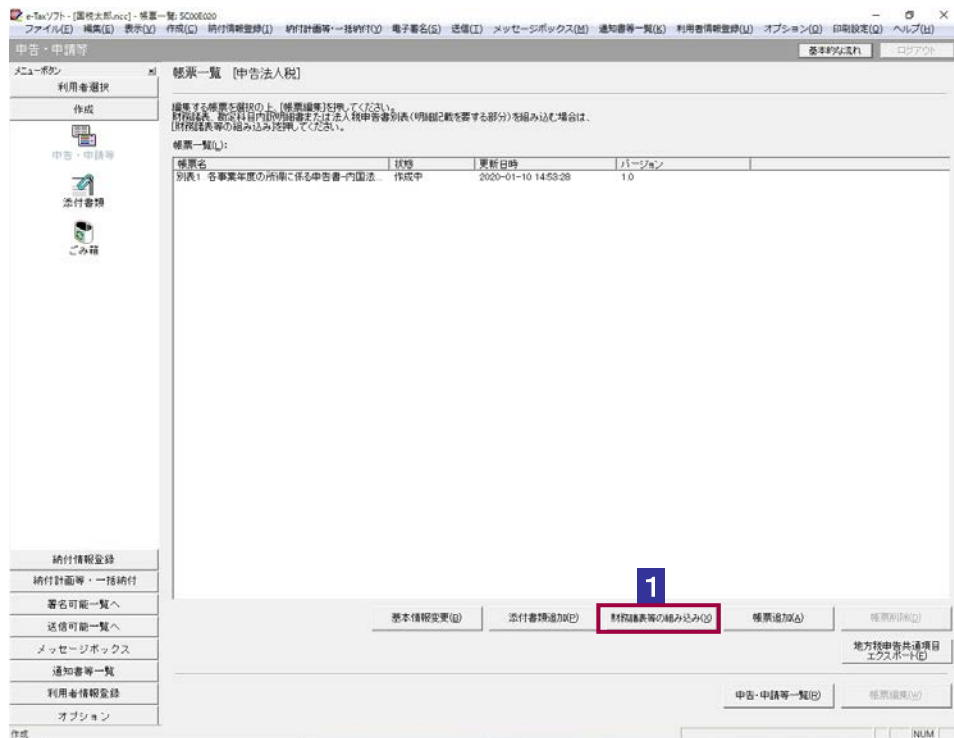 e-Taxソフト - [国税太郎.ncc] - 帳票一覧: SC00E020
ファイル(F) 編集(E) 表示(V) 作成(C) 納付情報登録(I) 納付計画等・一括納付(Y) 電子署名(S) 送信(T) メッセージボックス(M) 通知書等一覧(K) 利用者情報登録(U) オプション(O) 印刷設定(Q) ヘルプ(H)
申告・申請等
基本的な流れ
ログアウト
メニューボタン
利用者選択
作成
申告・申請等
添付書類
ごみ箱
帳票一覧 [申告法人税]
編集する帳票を選択の上、[帳票編集]を押してください。
財務諸表、勘定科目内訳明細書または法人税申告書別表(明細記載を要する部分)を組み込む場合は、
[財務諸表等の組み込み]を押してください。
帳票一覧(L):
帳票名 状態 更新日時 バージョン
別表1 各事業年度の所得に係る申告書-内国法... 作成中 2020-01-10 14:53:28 1.0
納付情報登録
納付計画等・一括納付
署名可能一覧へ
送信可能一覧へ
メッセージボックス
通知書等一覧
利用者情報登録
オプション
1
基本情報変更(B) 添付書類追加(P) 財務諸表等の組み込み(X) 帳票追加(A) 帳票削除(D)
地方税申告共通項目
エクスポート(E)
申告・申請等一覧(R) 帳票編集(W)
作成
NUM